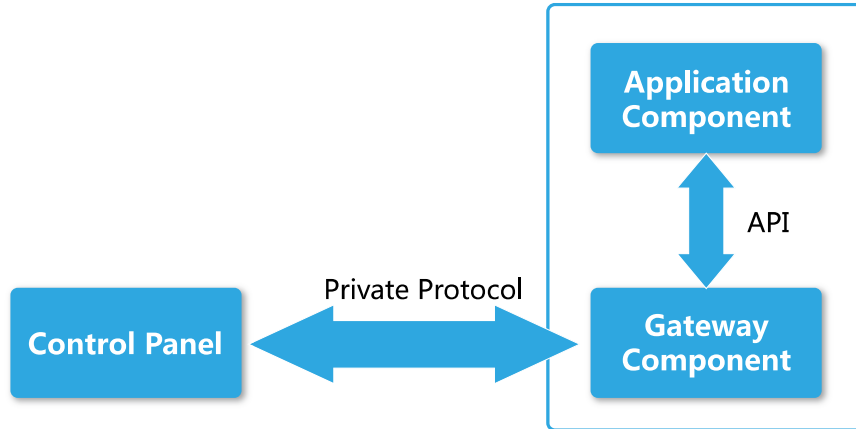 Application
Component
API
Private Protocol
Control Panel
Gateway
Component